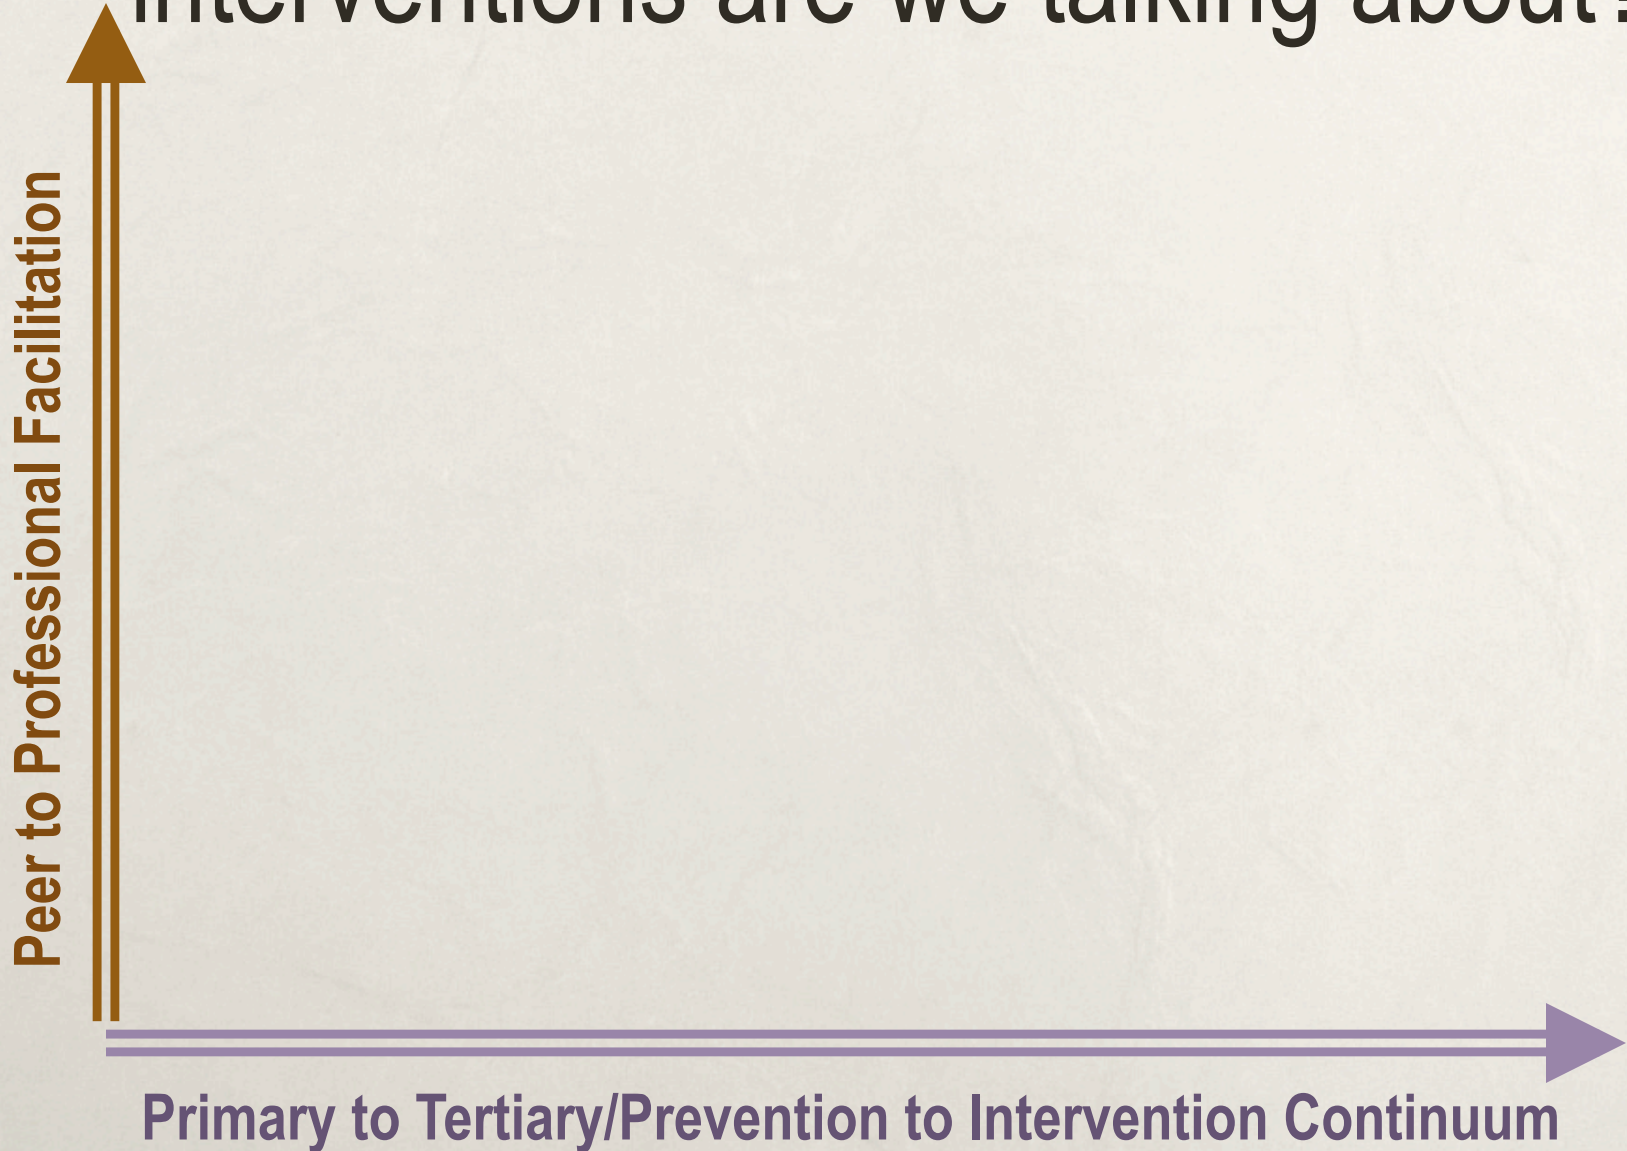 interventions are we talking about?
Peer to Professional Facilitation
Primary to Tertiary/Prevention to Intervention Continuum